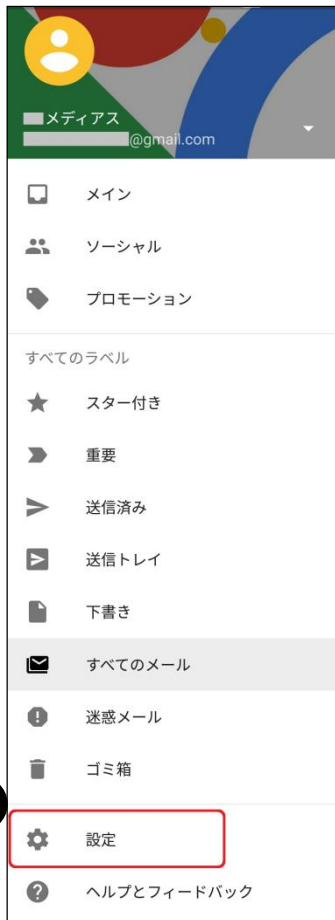 メディアス
@gmail.com
メイン
ソーシャル
プロモーション
すべてのラベル
スター付き
重要
送信済み
送信トレイ
下書き
すべてのメール
迷惑メール
ゴミ箱
設定
ヘルプとフィードバック